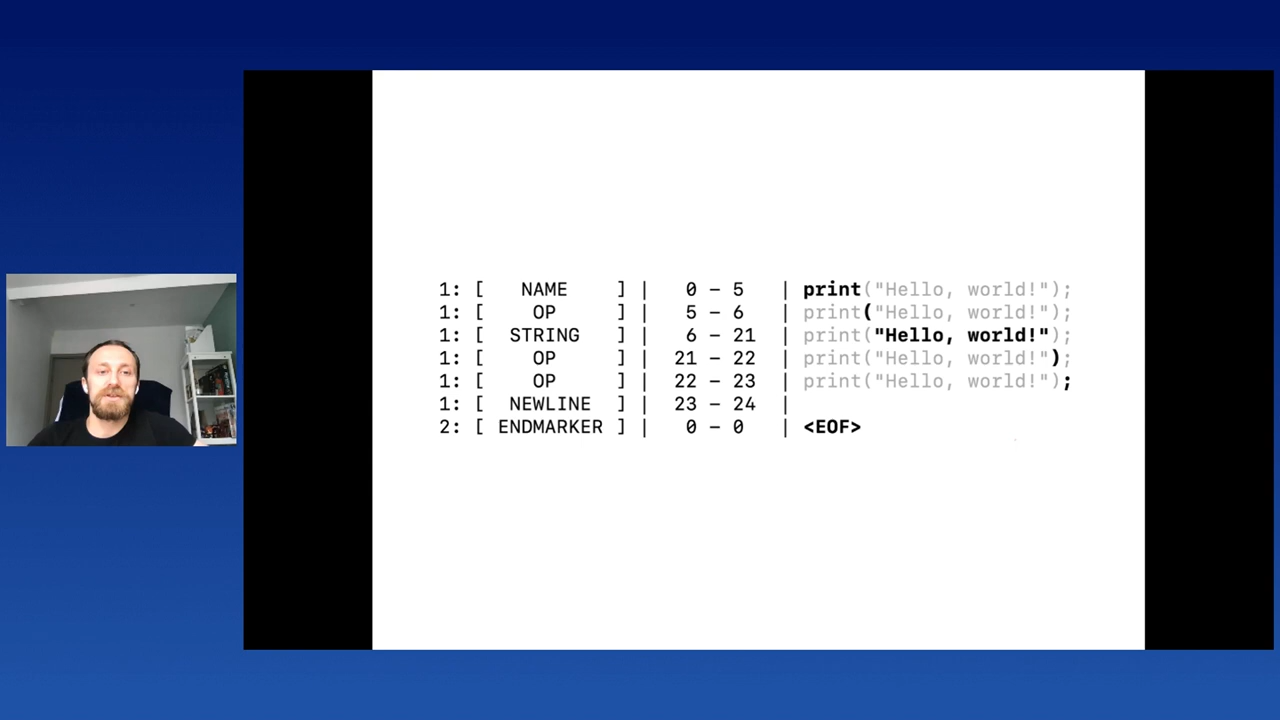 1: [ NAME ] | 0 – 5 | print("Hello, world!");
1: [ OP ] | 5 – 6 | print("Hello, world!");
1: [ STRING ] | 6 – 21 | print("Hello, world!");
1: [ OP ] | 21 – 22 | print("Hello, world!");
1: [ OP ] | 22 – 23 | print("Hello, world!");
1: [ NEWLINE ] | 23 – 24 |
2: [ ENDMARKER ] | 0 – 0 | <EOF>